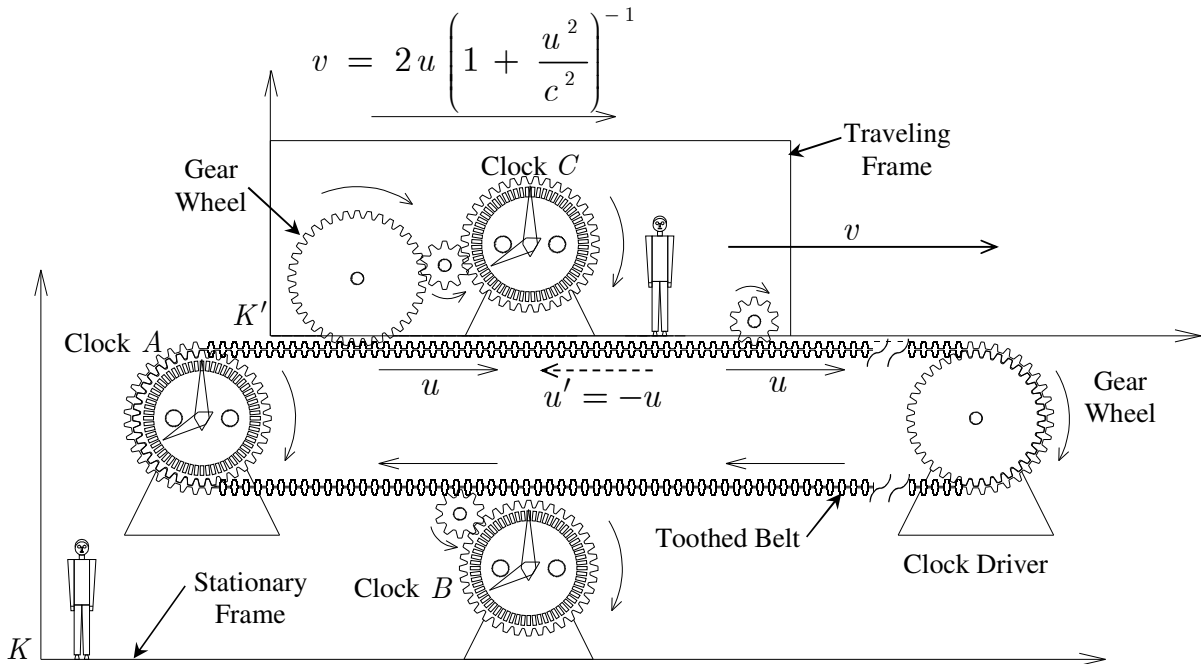 v = 2u (1 + u²/c²)⁻¹
Traveling
Frame
Clock C
Gear
Wheel
v
K'
Clock A
u
u' = −u
u
Gear
Wheel
Toothed Belt
Clock Driver
Clock B
Stationary
Frame
K